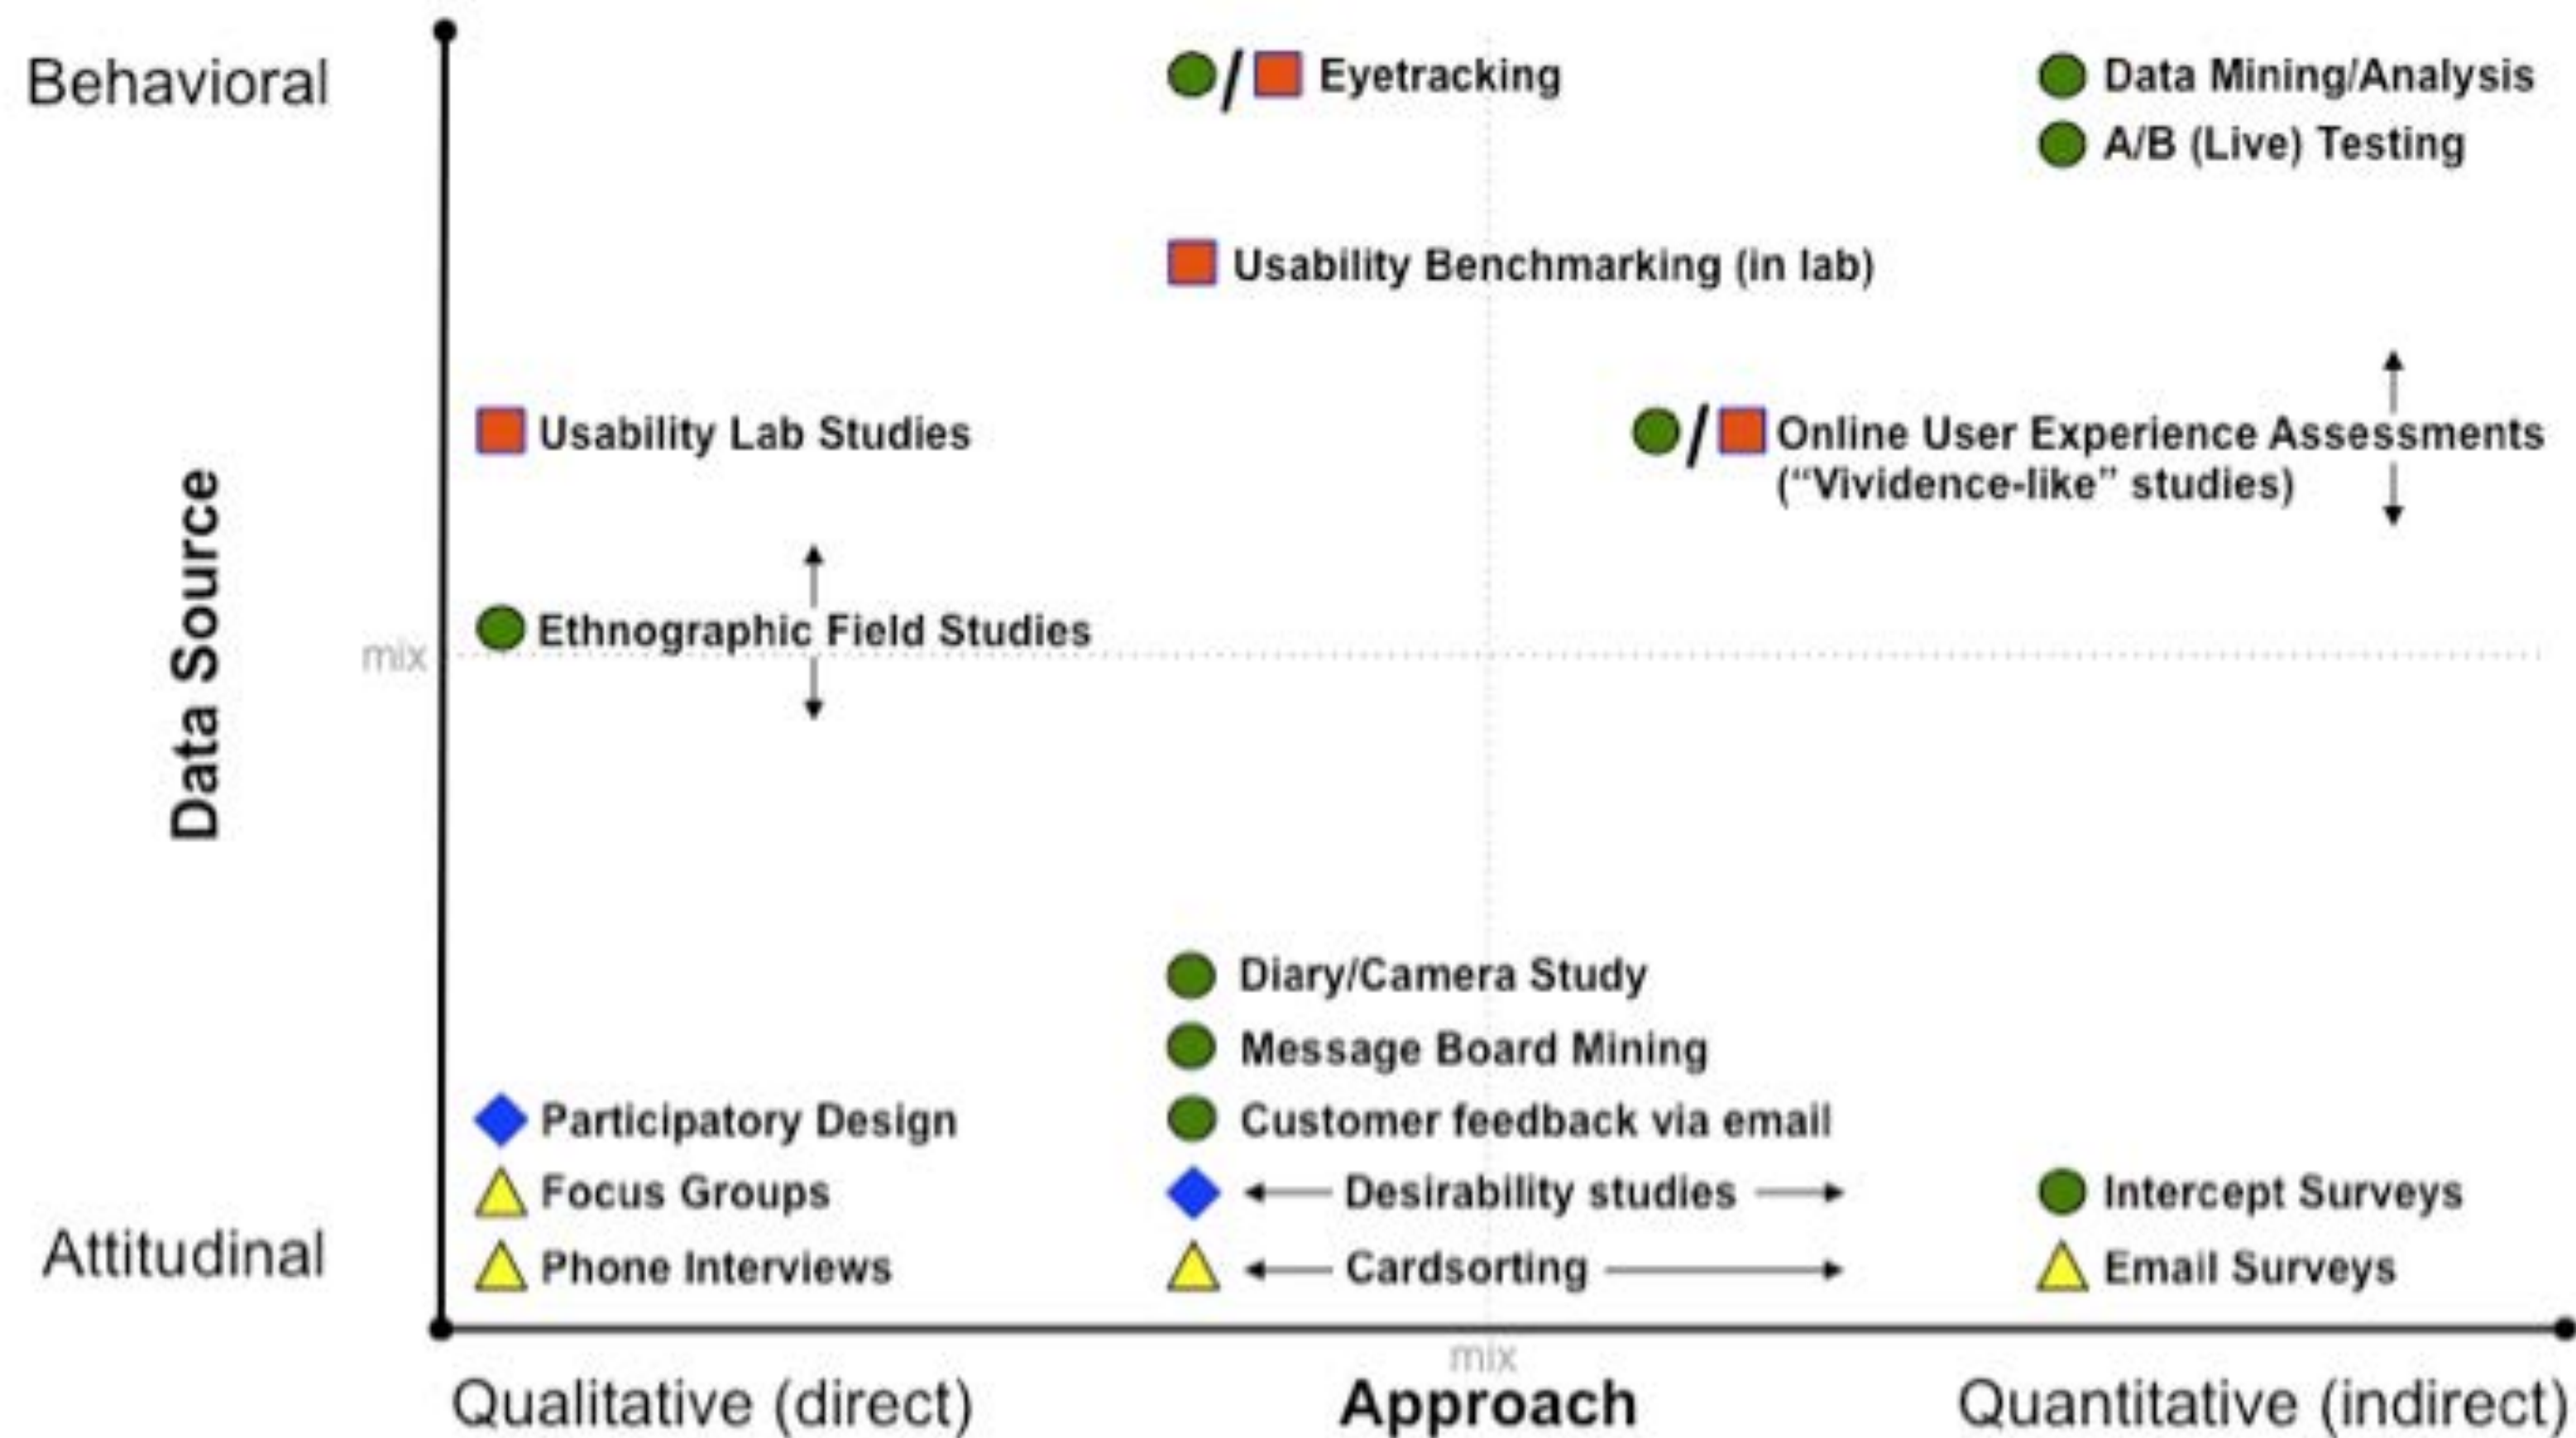 Behavioral
Eyetracking
Data Mining/Analysis
A/B (Live) Testing
Usability Benchmarking (in lab)
Usability Lab Studies
Online User Experience Assessments
(“Vividence-like” studies)
Data Source
Ethnographic Field Studies
mix
Diary/Camera Study
Message Board Mining
Participatory Design
Customer feedback via email
Focus Groups
Desirability studies
Intercept Surveys
Attitudinal
Phone Interviews
Cardsorting
Email Surveys
mix
Qualitative (direct)
Approach
Quantitative (indirect)